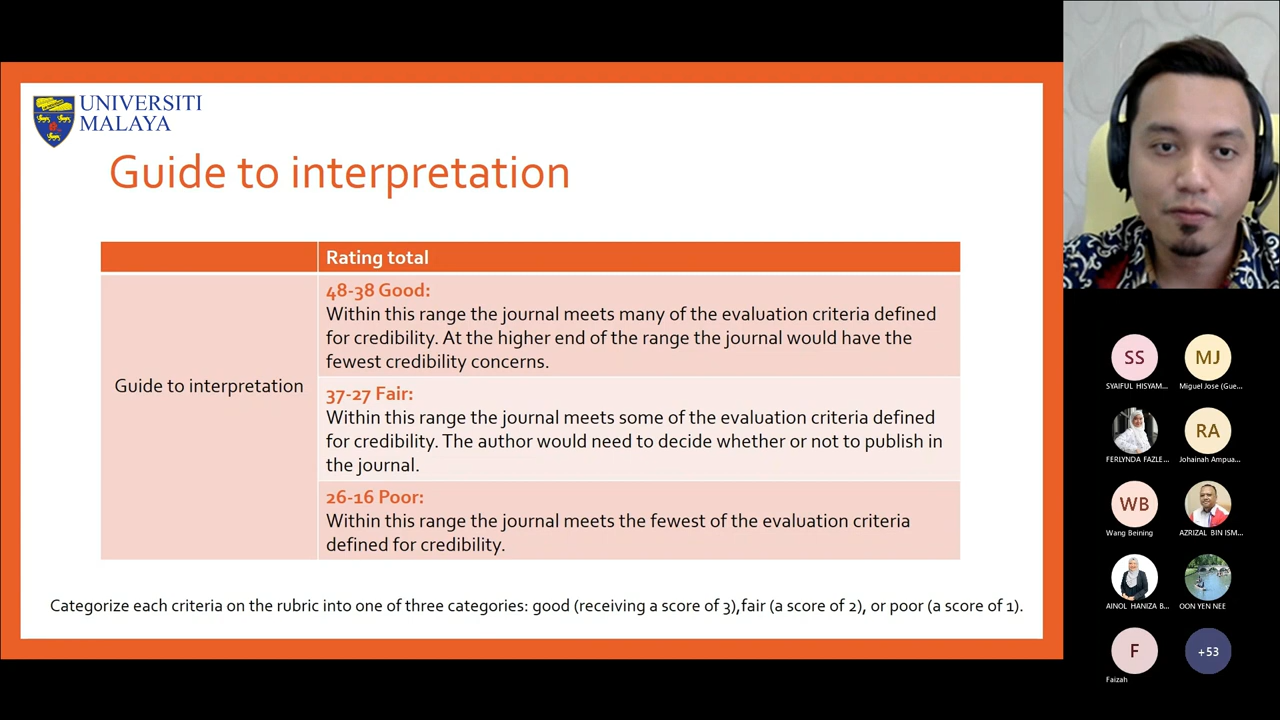 UNIVERSITI
MALAYA
Guide to interpretation
Rating total
Guide to interpretation
48-38 Good:
Within this range the journal meets many of the evaluation criteria defined
for credibility. At the higher end of the range the journal would have the
fewest credibility concerns.
37-27 Fair:
Within this range the journal meets some of the evaluation criteria defined
for credibility. The author would need to decide whether or not to publish in
the journal.
26-16 Poor:
Within this range the journal meets the fewest of the evaluation criteria
defined for credibility.
Categorize each criteria on the rubric into one of three categories: good (receiving a score of 3),fair (a score of 2), or poor (a score of 1).
SS
SYAIFUL HISYAM...
MJ
Miguel Jose (Gue...
FERLYNDA FAZLE...
RA
Johainah Ampua...
WB
Wang Beining
AZRIZAL BIN ISM...
AINOL HANIZA B...
OON YEN NEE
F
Faizah
+53